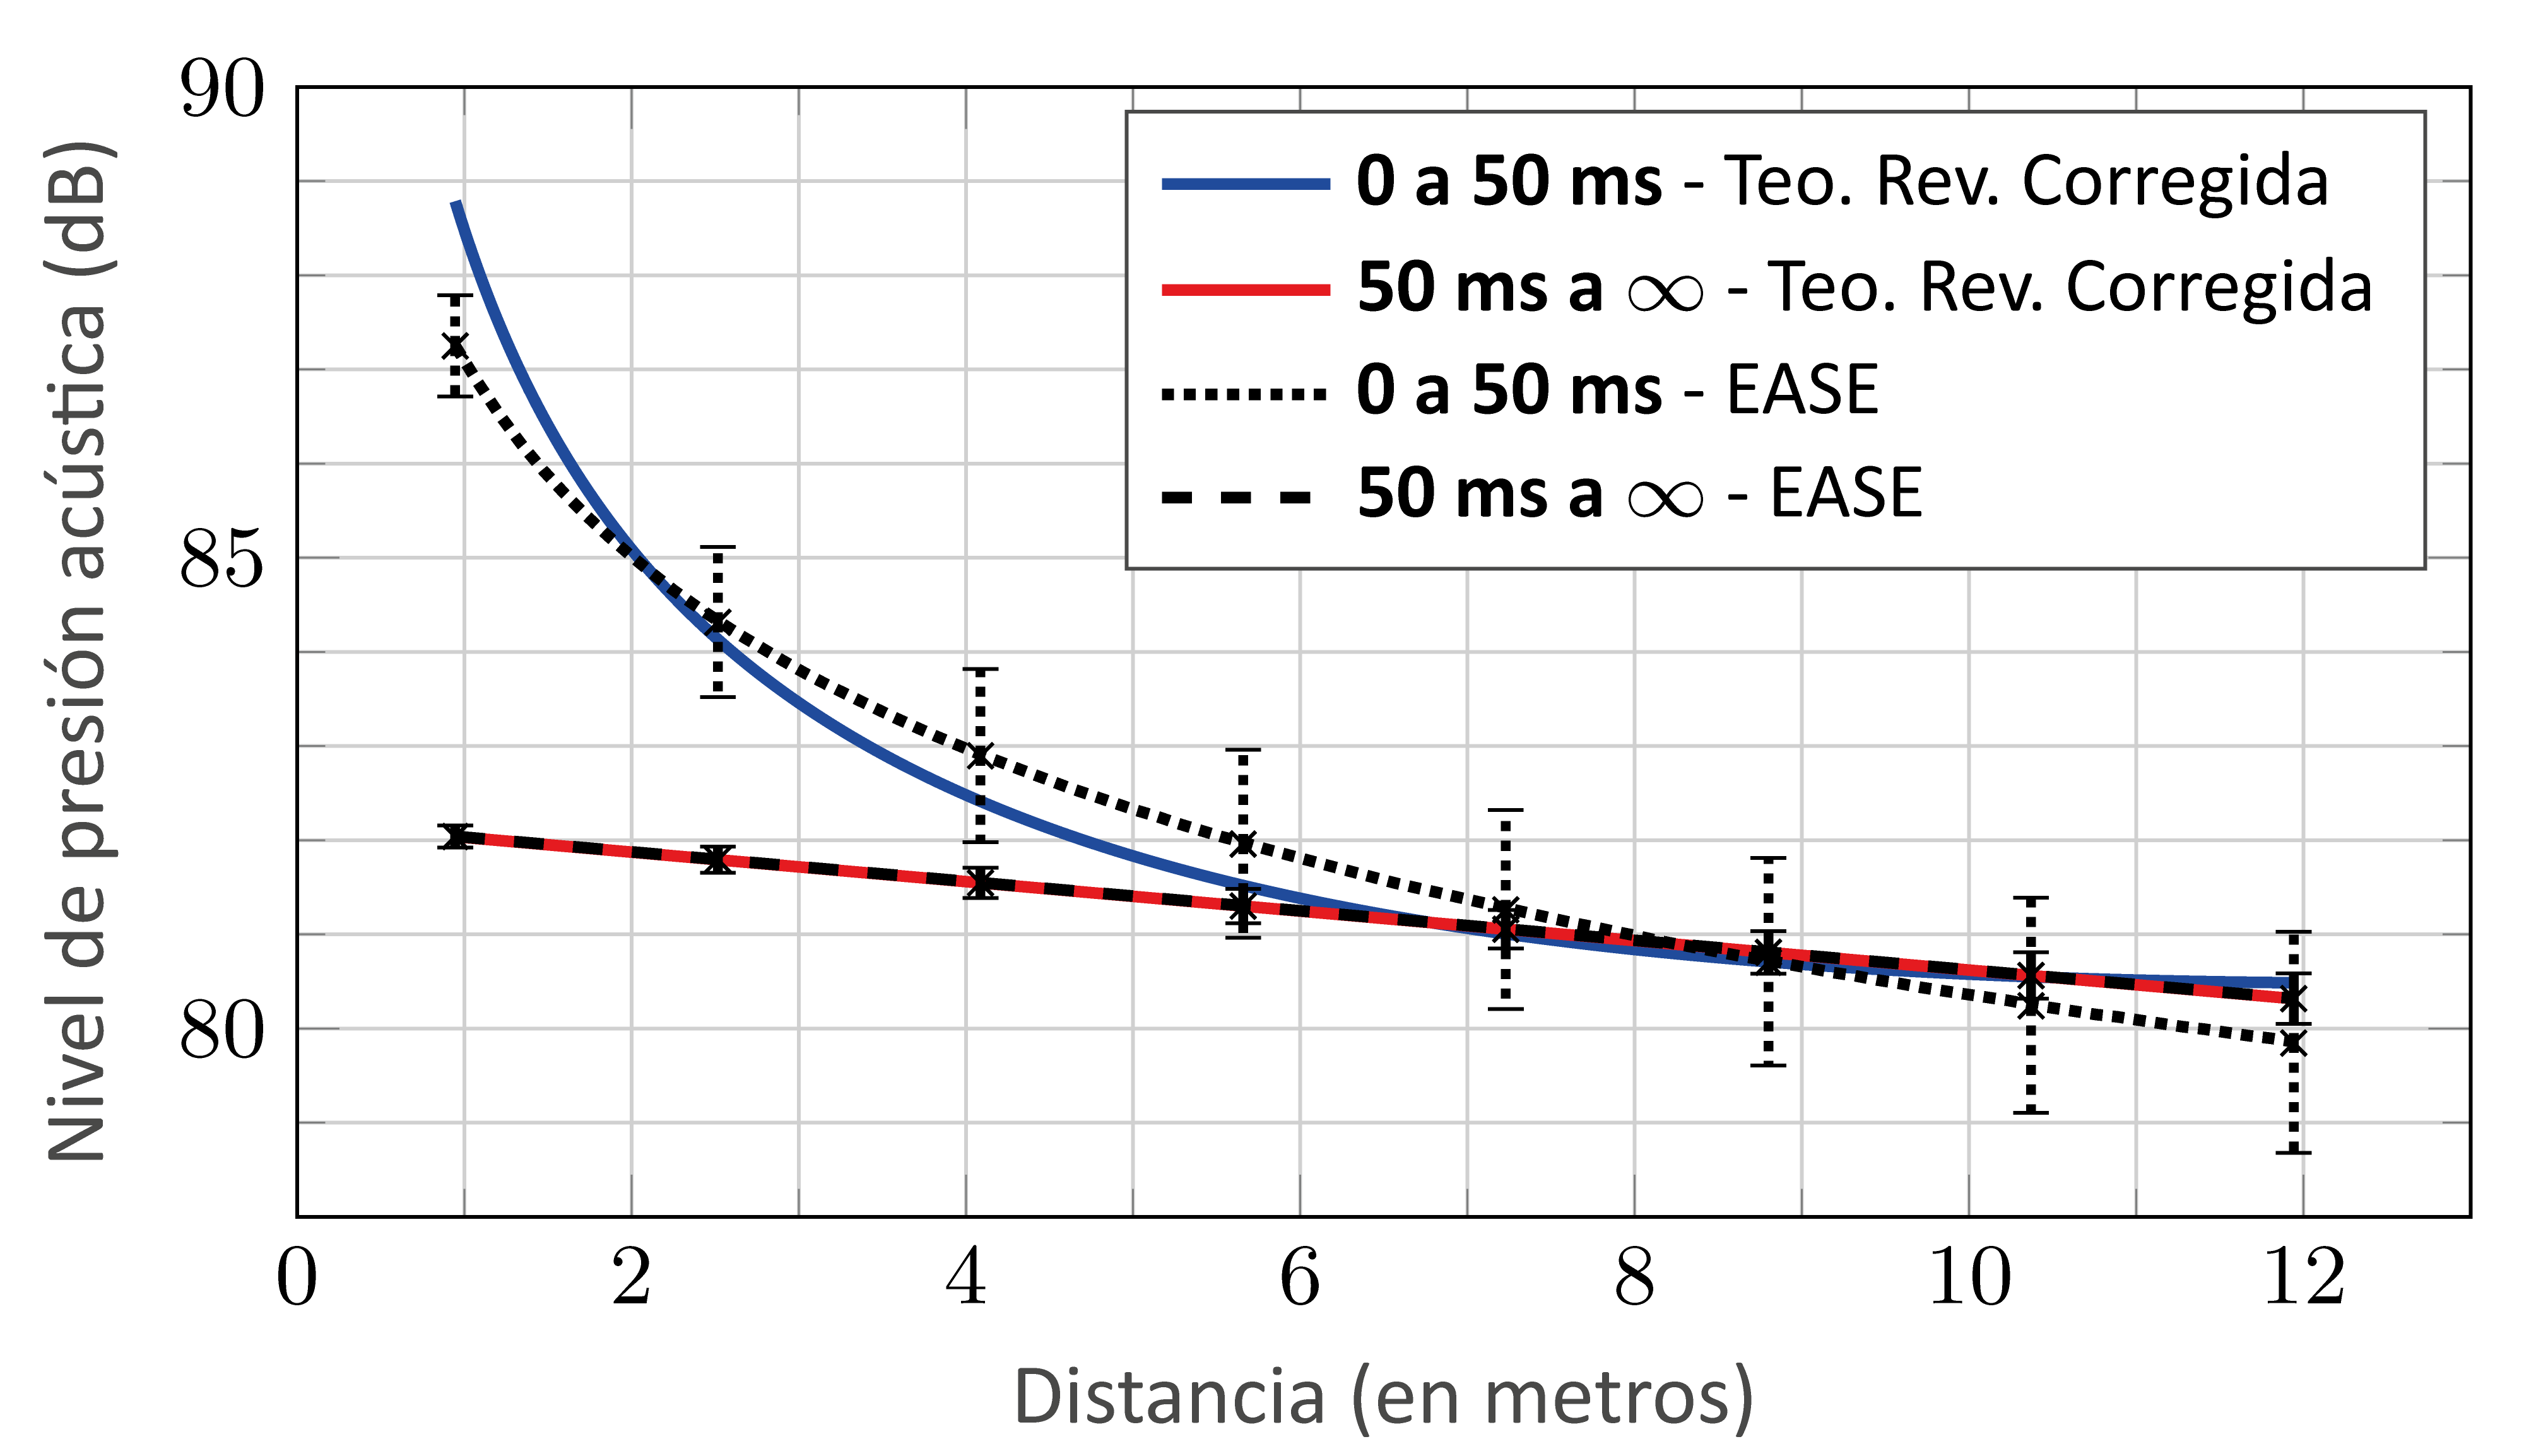 Nivel de presión acústica (dB)
90
85
80
0 a 50 ms - Teo. Rev. Corregida
50 ms a ∞ - Teo. Rev. Corregida
0 a 50 ms - EASE
50 ms a ∞ - EASE
0 2 4 6 8 10 12
Distancia (en metros)